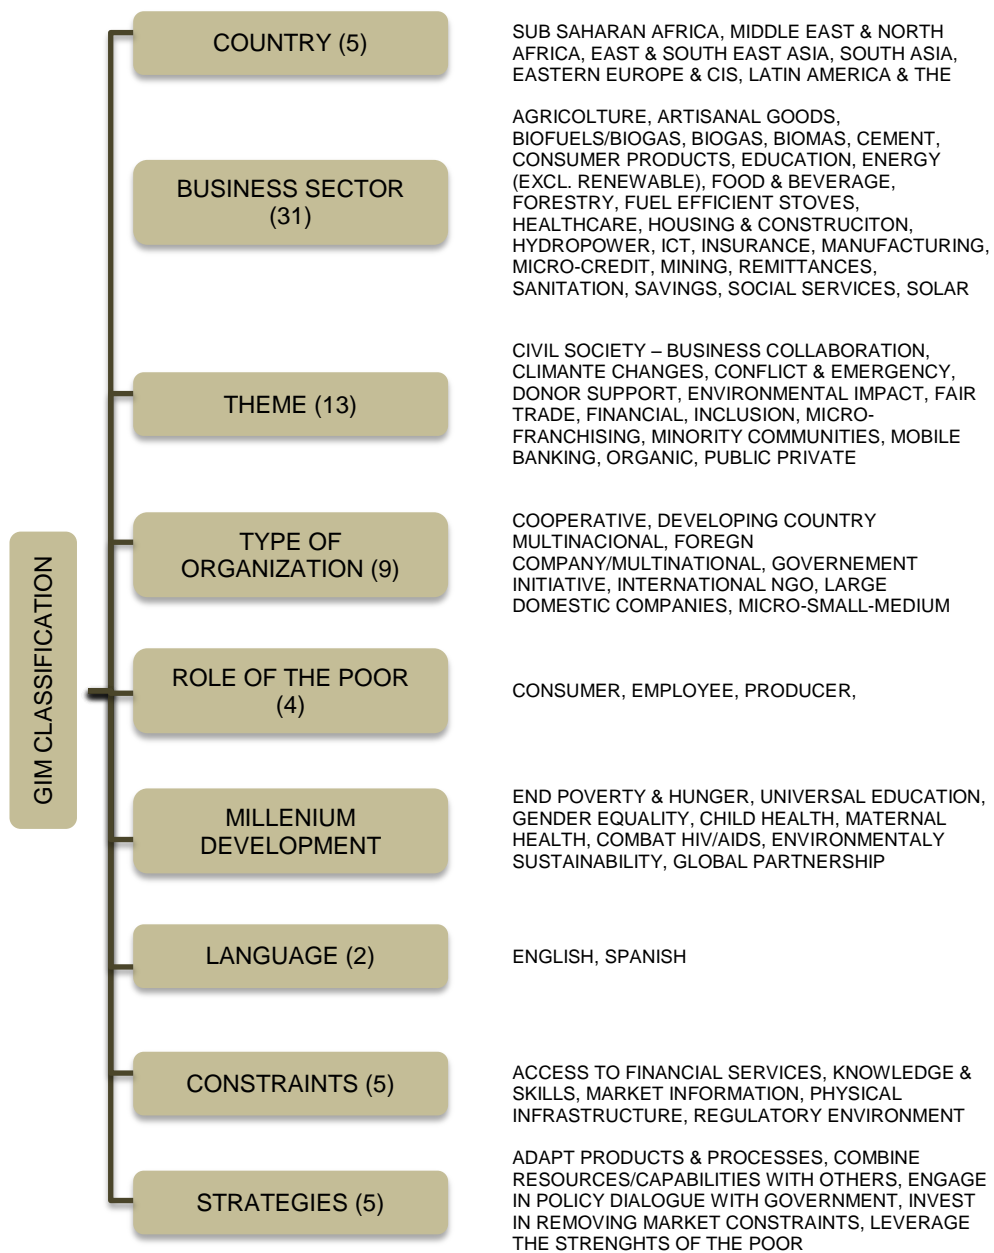 GIM CLASSIFICATION
COUNTRY (5)
SUB SAHARAN AFRICA, MIDDLE EAST & NORTH
AFRICA, EAST & SOUTH EAST ASIA, SOUTH ASIA,
EASTERN EUROPE & CIS, LATIN AMERICA & THE
BUSINESS SECTOR
(31)
AGRICOLTURE, ARTISANAL GOODS,
BIOFUELS/BIOGAS, BIOGAS, BIOMAS, CEMENT,
CONSUMER PRODUCTS, EDUCATION, ENERGY
(EXCL. RENEWABLE), FOOD & BEVERAGE,
FORESTRY, FUEL EFFICIENT STOVES,
HEALTHCARE, HOUSING & CONSTRUCITON,
HYDROPOWER, ICT, INSURANCE, MANUFACTURING,
MICRO-CREDIT, MINING, REMITTANCES,
SANITATION, SAVINGS, SOCIAL SERVICES, SOLAR
THEME (13)
CIVIL SOCIETY – BUSINESS COLLABORATION,
CLIMANTE CHANGES, CONFLICT & EMERGENCY,
DONOR SUPPORT, ENVIRONMENTAL IMPACT, FAIR
TRADE, FINANCIAL, INCLUSION, MICRO-
FRANCHISING, MINORITY COMMUNITIES, MOBILE
BANKING, ORGANIC, PUBLIC PRIVATE
TYPE OF
ORGANIZATION (9)
COOPERATIVE, DEVELOPING COUNTRY
MULTINACIONAL, FOREGN
COMPANY/MULTINATIONAL, GOVERNEMENT
INITIATIVE, INTERNATIONAL NGO, LARGE
DOMESTIC COMPANIES, MICRO-SMALL-MEDIUM
ROLE OF THE POOR
(4)
CONSUMER, EMPLOYEE, PRODUCER,
MILLENIUM
DEVELOPMENT
END POVERTY & HUNGER, UNIVERSAL EDUCATION,
GENDER EQUALITY, CHILD HEALTH, MATERNAL
HEALTH, COMBAT HIV/AIDS, ENVIRONMENTALY
SUSTAINABILITY, GLOBAL PARTNERSHIP
LANGUAGE (2)
ENGLISH, SPANISH
CONSTRAINTS (5)
ACCESS TO FINANCIAL SERVICES, KNOWLEDGE &
SKILLS, MARKET INFORMATION, PHYSICAL
INFRASTRUCTURE, REGULATORY ENVIRONMENT
STRATEGIES (5)
ADAPT PRODUCTS & PROCESSES, COMBINE
RESOURCES/CAPABILITIES WITH OTHERS, ENGAGE
IN POLICY DIALOGUE WITH GOVERNMENT, INVEST
IN REMOVING MARKET CONSTRAINTS, LEVERAGE
THE STRENGHTS OF THE POOR